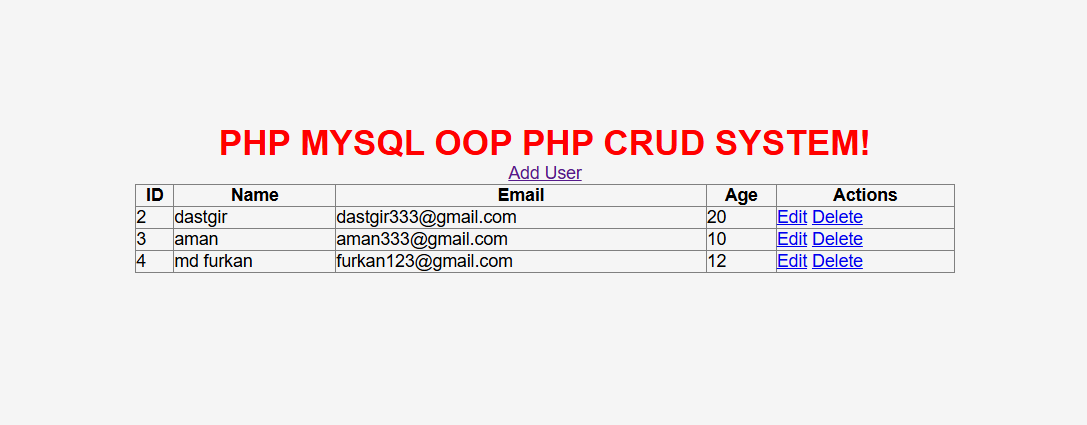 PHP MYSQL OOP PHP CRUD SYSTEM!
Add User
ID Name Email Age Actions
2 dastgir dastgir333@gmail.com 20 Edit Delete
3 aman aman333@gmail.com 10 Edit Delete
4 md furkan furkan123@gmail.com 12 Edit Delete